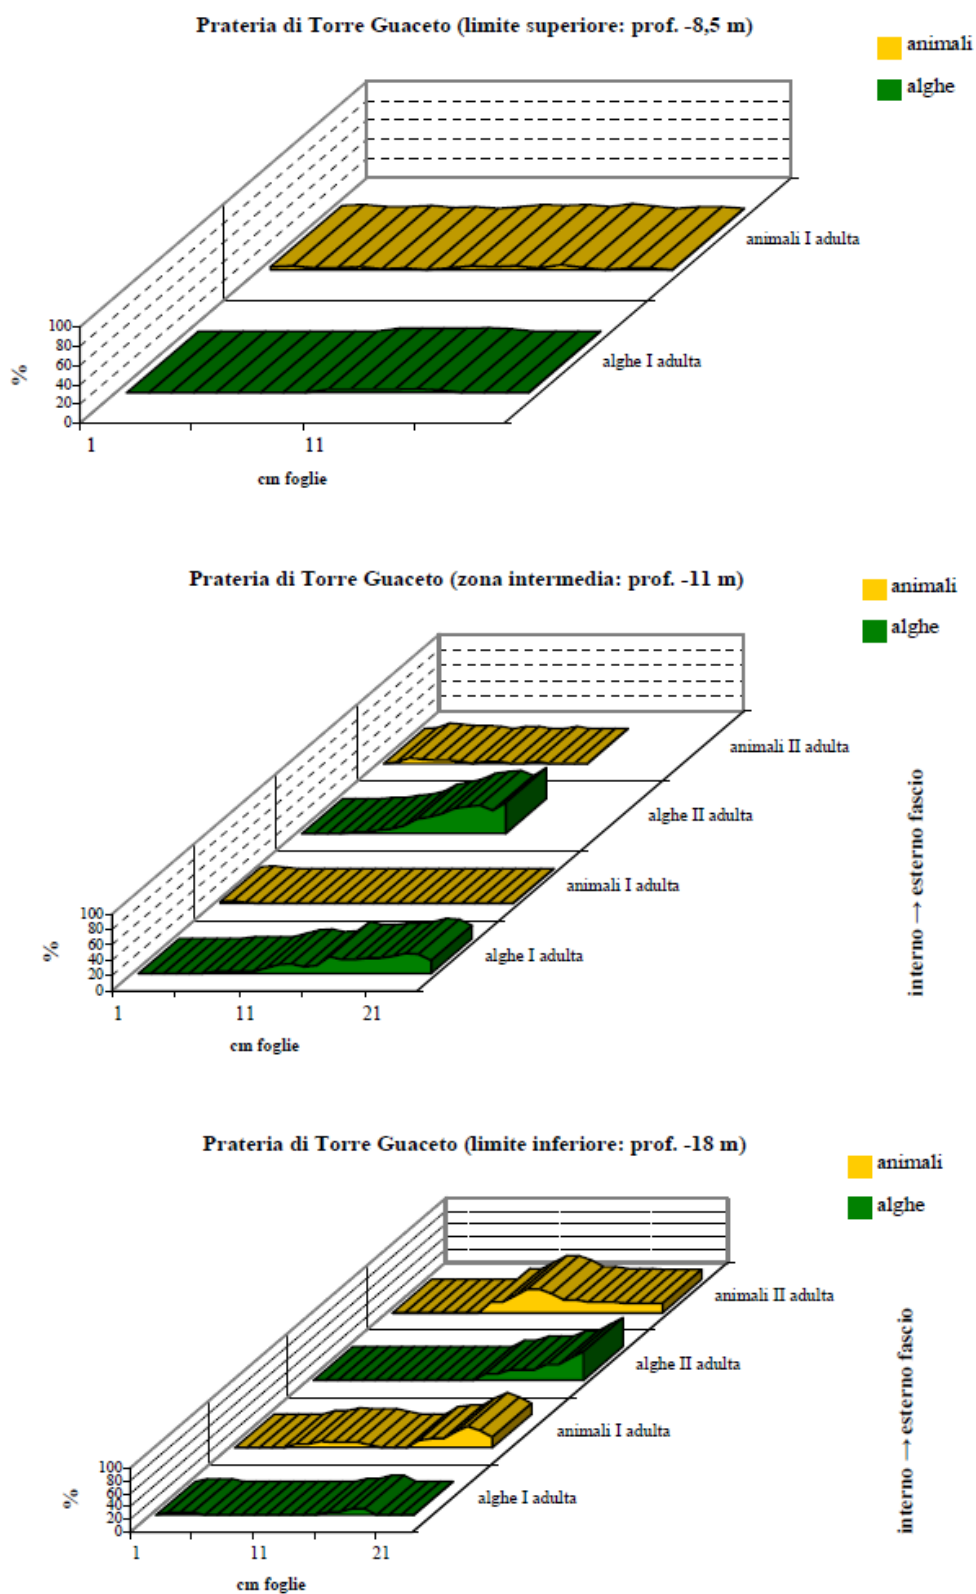 Prateria di Torre Guaceto (limite superiore: prof. -8,5 m)
animali
alghe
animali I adulta
alghe I adulta
100
80
60
40
20
0
%
1 11
cm foglie
Prateria di Torre Guaceto (zona intermedia: prof. -11 m)
animali
alghe
animali II adulta
alghe II adulta
animali I adulta
alghe I adulta
interno → esterno fascio
100
80
60
40
20
0
%
1 11 21
cm foglie
Prateria di Torre Guaceto (limite inferiore: prof. -18 m)
animali
alghe
animali II adulta
alghe II adulta
animali I adulta
alghe I adulta
interno → esterno fascio
100
80
60
40
20
0
%
1 11 21
cm foglie